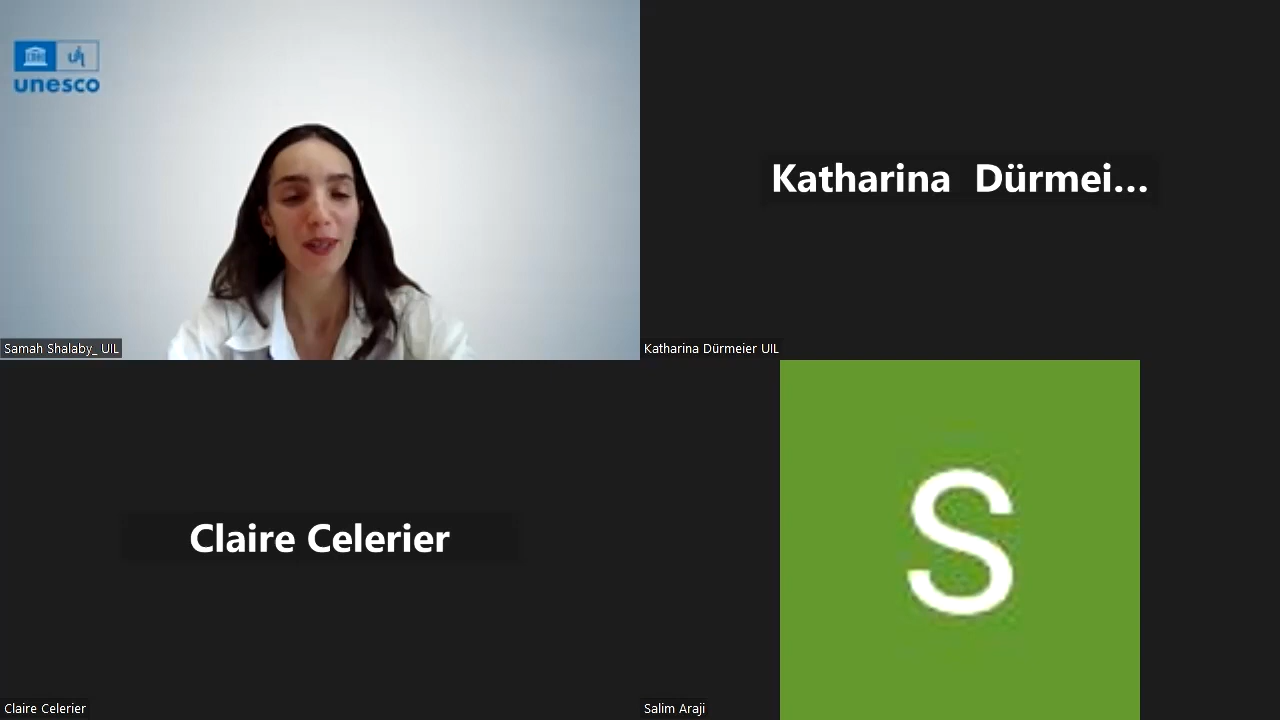 unesco
Samah Shalaby_ UIL
Katharina  Dürmei...
Katharina Dürmeier UIL
Claire Celerier
Claire Celerier
S
Salim Araji